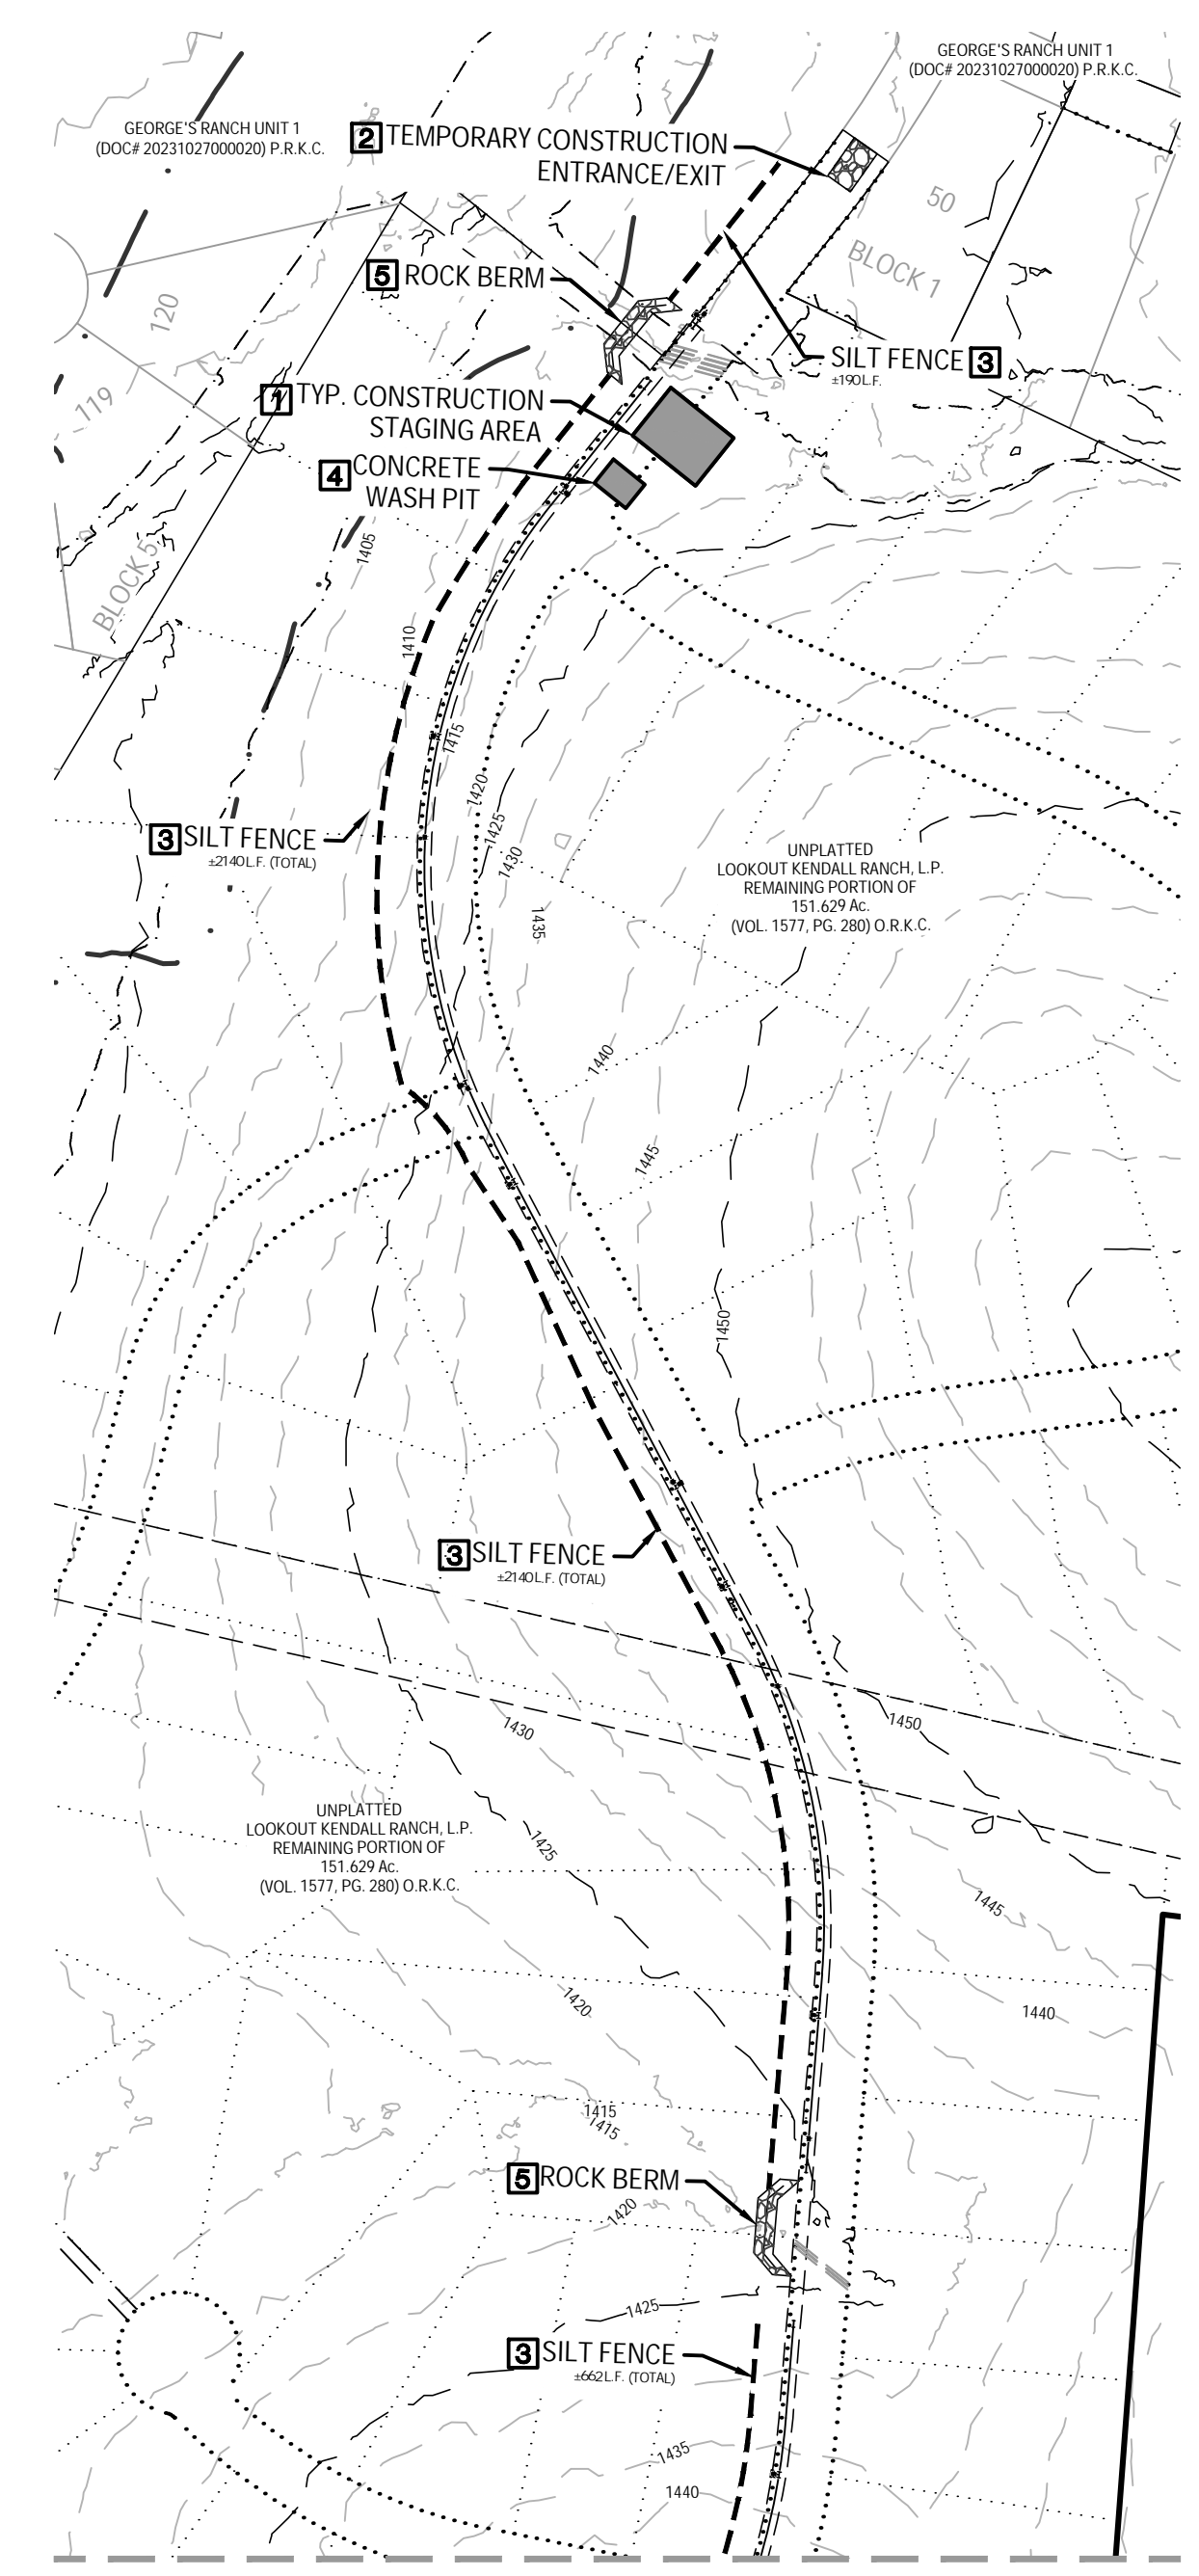 GEORGE'S RANCH UNIT 1
(DOC# 20231027000020) P.R.K.C.
GEORGE'S RANCH UNIT 1
(DOC# 20231027000020) P.R.K.C.
2 TEMPORARY CONSTRUCTION
ENTRANCE/EXIT
50
BLOCK 1
5 ROCK BERM
120
SILT FENCE 3
±190L.F.
119
1 TYP. CONSTRUCTION
STAGING AREA
4 CONCRETE
WASH PIT
1405
BLOCK 5
1410
1415
1420
1425
1430
3 SILT FENCE
±2140L.F. (TOTAL)
UNPLATTED
LOOKOUT KENDALL RANCH, L.P.
REMAINING PORTION OF
151.629 Ac.
(VOL. 1577, PG. 280) O.R.K.C.
1435
1440
1445
1450
3 SILT FENCE
±2140L.F. (TOTAL)
1430
1450
UNPLATTED
LOOKOUT KENDALL RANCH, L.P.
REMAINING PORTION OF
151.629 Ac.
(VOL. 1577, PG. 280) O.R.K.C.
1425
1445
1420
1440
1415
1415
5 ROCK BERM
1420
1425
3 SILT FENCE
±662L.F. (TOTAL)
1435
1440